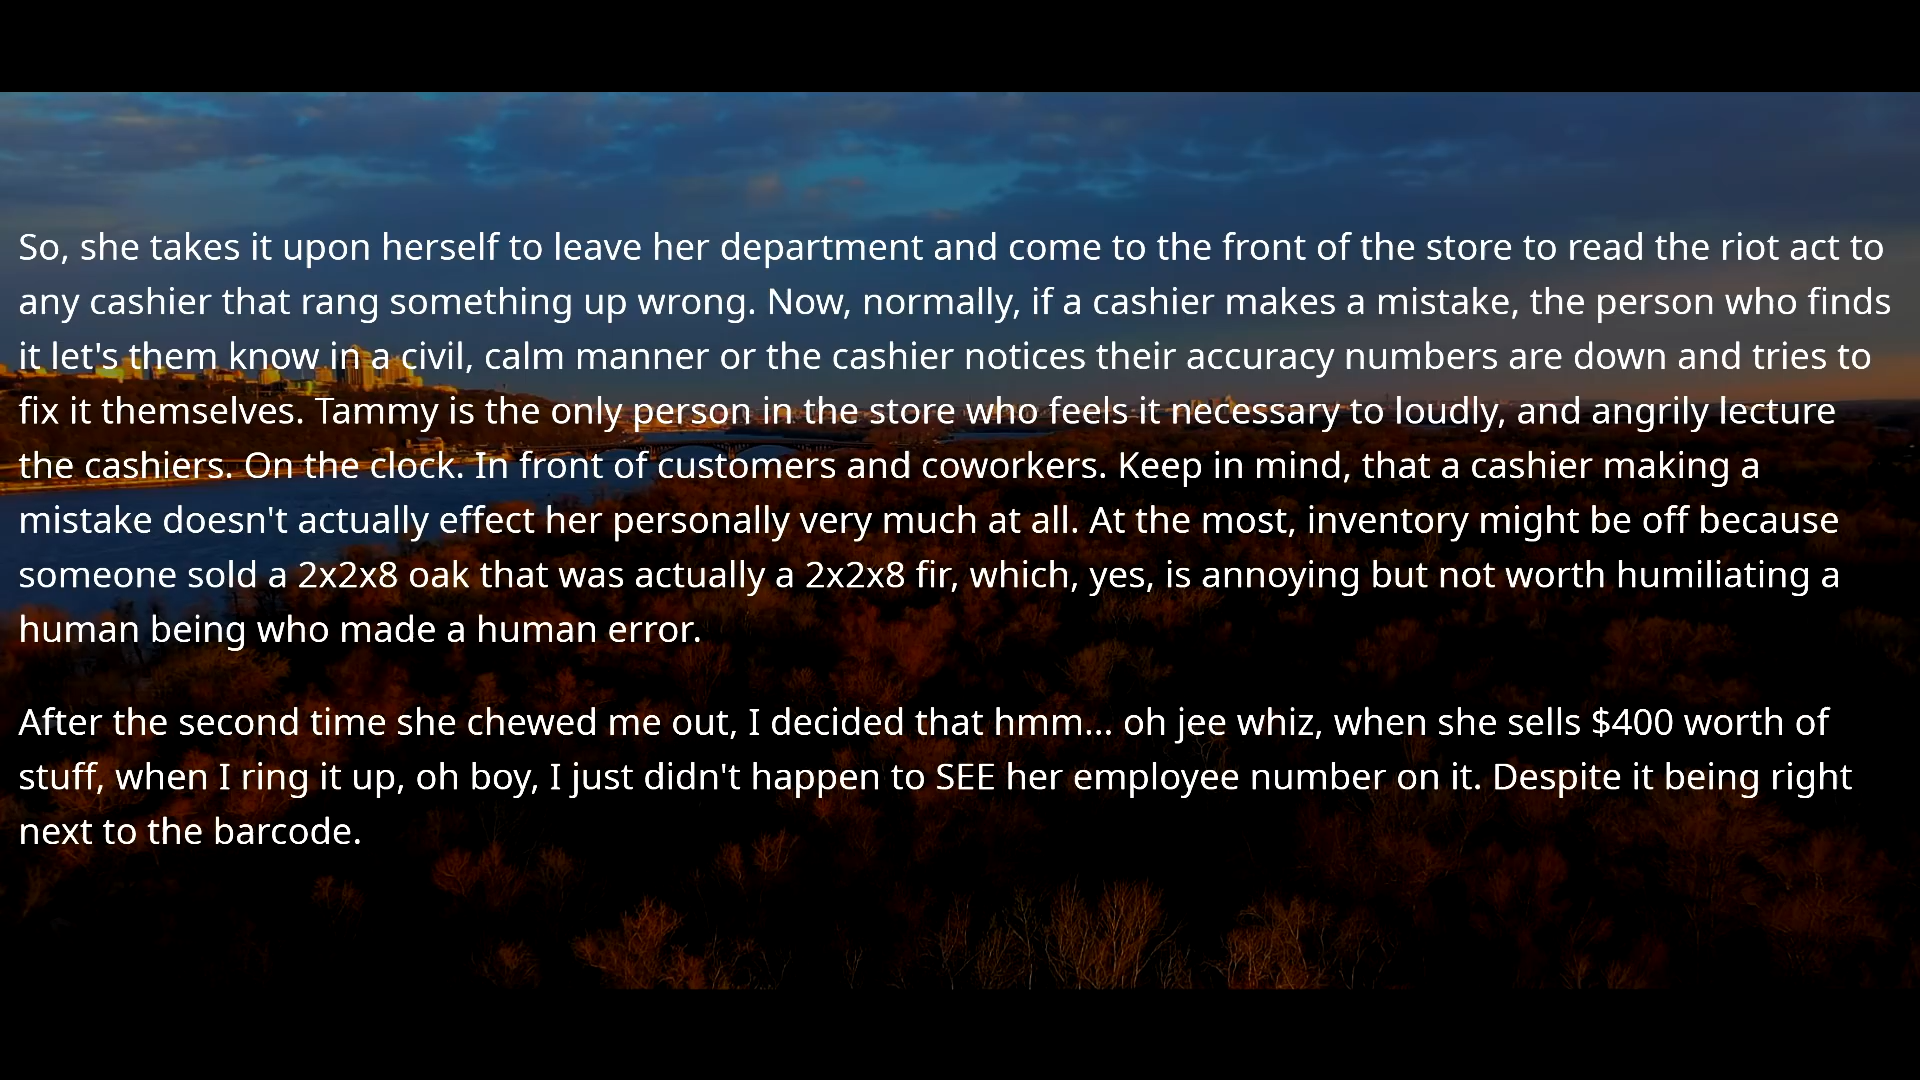 So, she takes it upon herself to leave her department and come to the front of the store to read the riot act to
any cashier that rang something up wrong. Now, normally, if a cashier makes a mistake, the person who finds
it let's them know in a civil, calm manner or the cashier notices their accuracy numbers are down and tries to
fix it themselves. Tammy is the only person in the store who feels it necessary to loudly, and angrily lecture
the cashiers. On the clock. In front of customers and coworkers. Keep in mind, that a cashier making a
mistake doesn't actually effect her personally very much at all. At the most, inventory might be off because
someone sold a 2x2x8 oak that was actually a 2x2x8 fir, which, yes, is annoying but not worth humiliating a
human being who made a human error.
After the second time she chewed me out, I decided that hmm... oh jee whiz, when she sells $400 worth of
stuff, when I ring it up, oh boy, I just didn't happen to SEE her employee number on it. Despite it being right
next to the barcode.